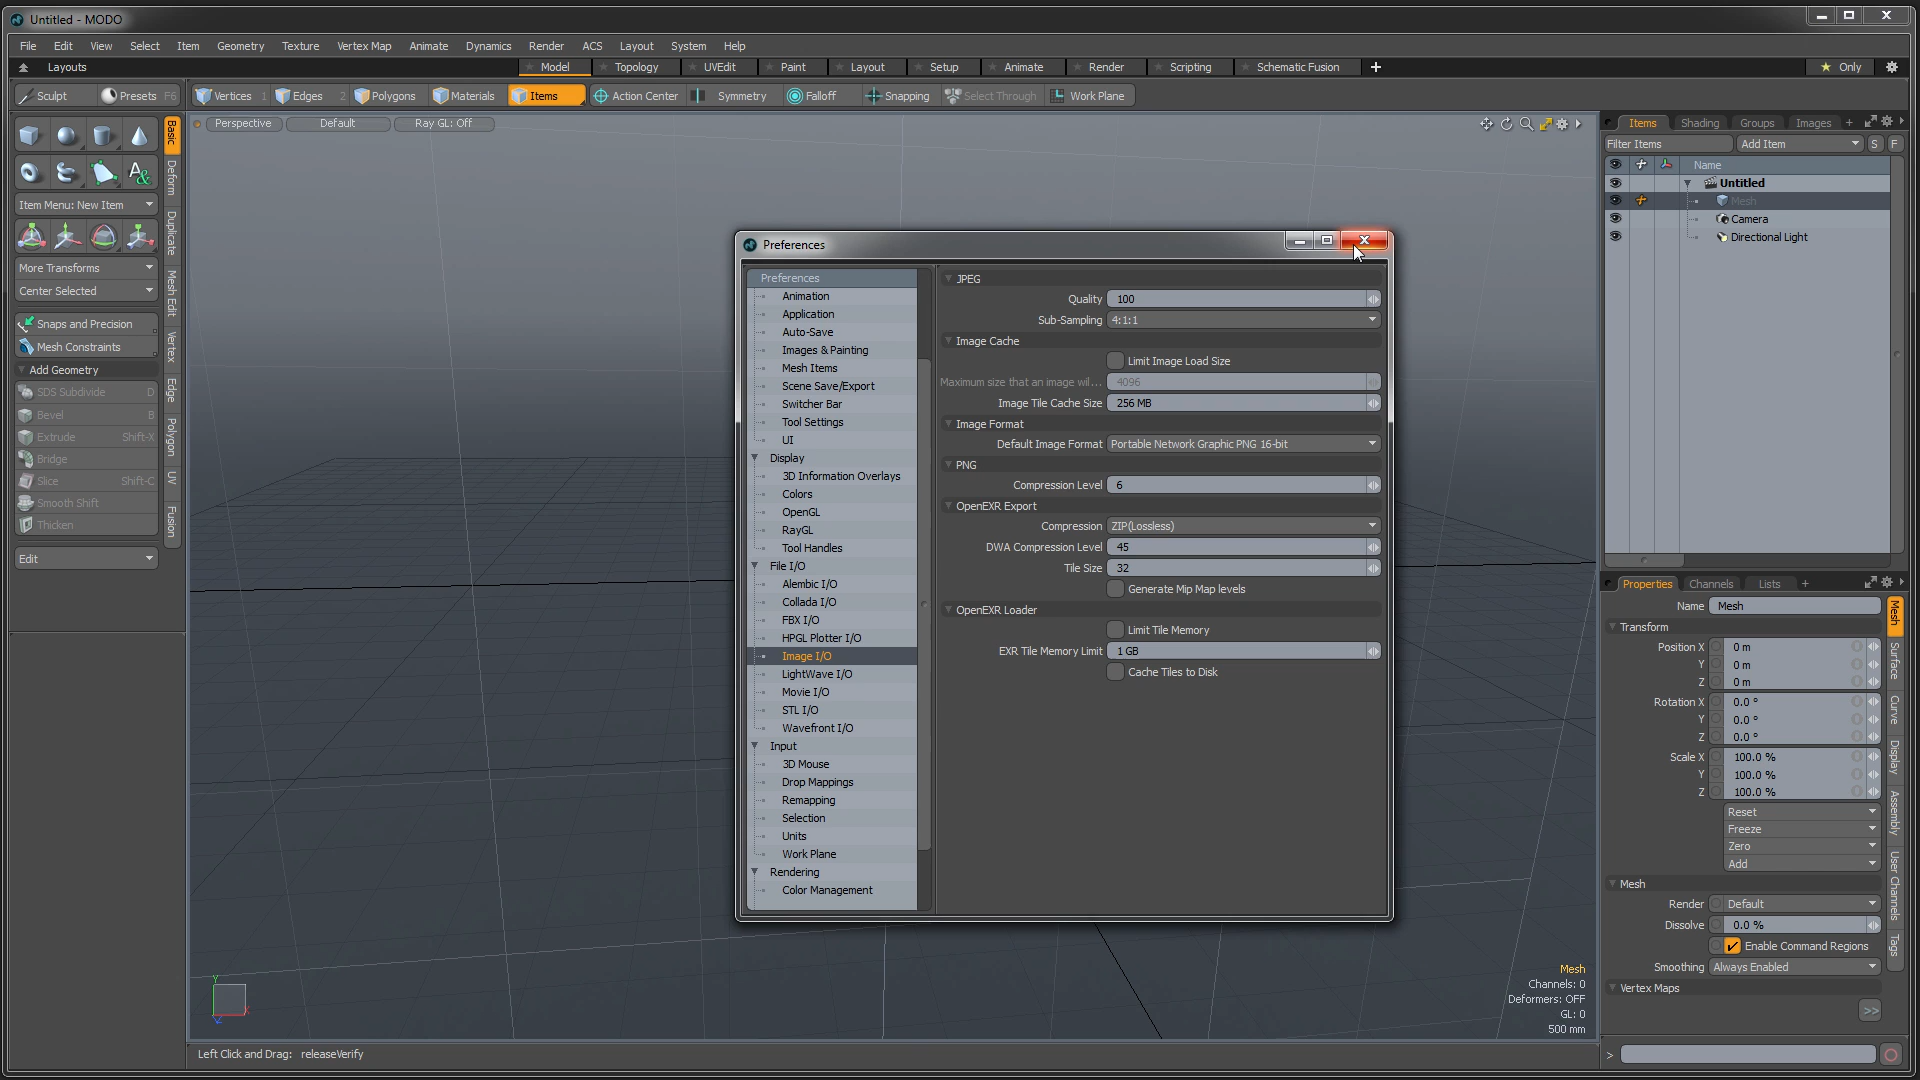 Untitled - MODO
File Edit View Select Item Geometry Texture Vertex Map Animate Dynamics Render ACS Layout System Help
Layouts Model Topology UVEdit Paint Layout Setup Animate Render Scripting Schematic Fusion + Only
Sculpt Presets F6 Vertices 1 Edges 2 Polygons Materials Items Action Center Symmetry Falloff Snapping Select Through Work Plane
Perspective Default Ray GL: Off
Basic
Deform
Duplicate
Mesh Edit
Vertex
Edge
Polygon
UV
Fusion
Item Menu: New Item
More Transforms
Center Selected
Snaps and Precision
Mesh Constraints
Add Geometry
SDS Subdivide D
Bevel B
Extrude Shift-X
Bridge
Slice Shift-C
Smooth Shift
Thicken
Edit
Preferences
Preferences
Animation
Application
Auto-Save
Images & Painting
Mesh Items
Scene Save/Export
Switcher Bar
Tool Settings
UI
Display
3D Information Overlays
Colors
OpenGL
RayGL
Tool Handles
File I/O
Alembic I/O
Collada I/O
FBX I/O
HPGL Plotter I/O
Image I/O
LightWave I/O
Movie I/O
STL I/O
Wavefront I/O
Input
3D Mouse
Drop Mappings
Remapping
Selection
Units
Work Plane
Rendering
Color Management
JPEG
Quality 100
Sub-Sampling 4:1:1
Image Cache
Limit Image Load Size
Maximum size that an image wil... 4096
Image Tile Cache Size 256 MB
Image Format
Default Image Format Portable Network Graphic PNG 16-bit
PNG
Compression Level 6
OpenEXR Export
Compression ZIP(Lossless)
DWA Compression Level 45
Tile Size 32
Generate Mip Map levels
OpenEXR Loader
Limit Tile Memory
EXR Tile Memory Limit 1 GB
Cache Tiles to Disk
Items Shading Groups Images +
Filter Items Add Item S F
Name
Untitled
Mesh
Camera
Directional Light
Properties Channels Lists +
Name Mesh
Transform
Position X 0 m
Y 0 m
Z 0 m
Rotation X 0.0 °
Y 0.0 °
Z 0.0 °
Scale X 100.0 %
Y 100.0 %
Z 100.0 %
Reset
Freeze
Zero
Add
Mesh
Render Default
Dissolve 0.0 %
Enable Command Regions
Smoothing Always Enabled
Vertex Maps
>>
Mesh
Surface
Curve
Display
Assembly
User Channels
Tags
Mesh
Channels: 0
Deformers: OFF
GL: 0
500 mm
Y
X
Z
Left Click and Drag: releaseVerify
>